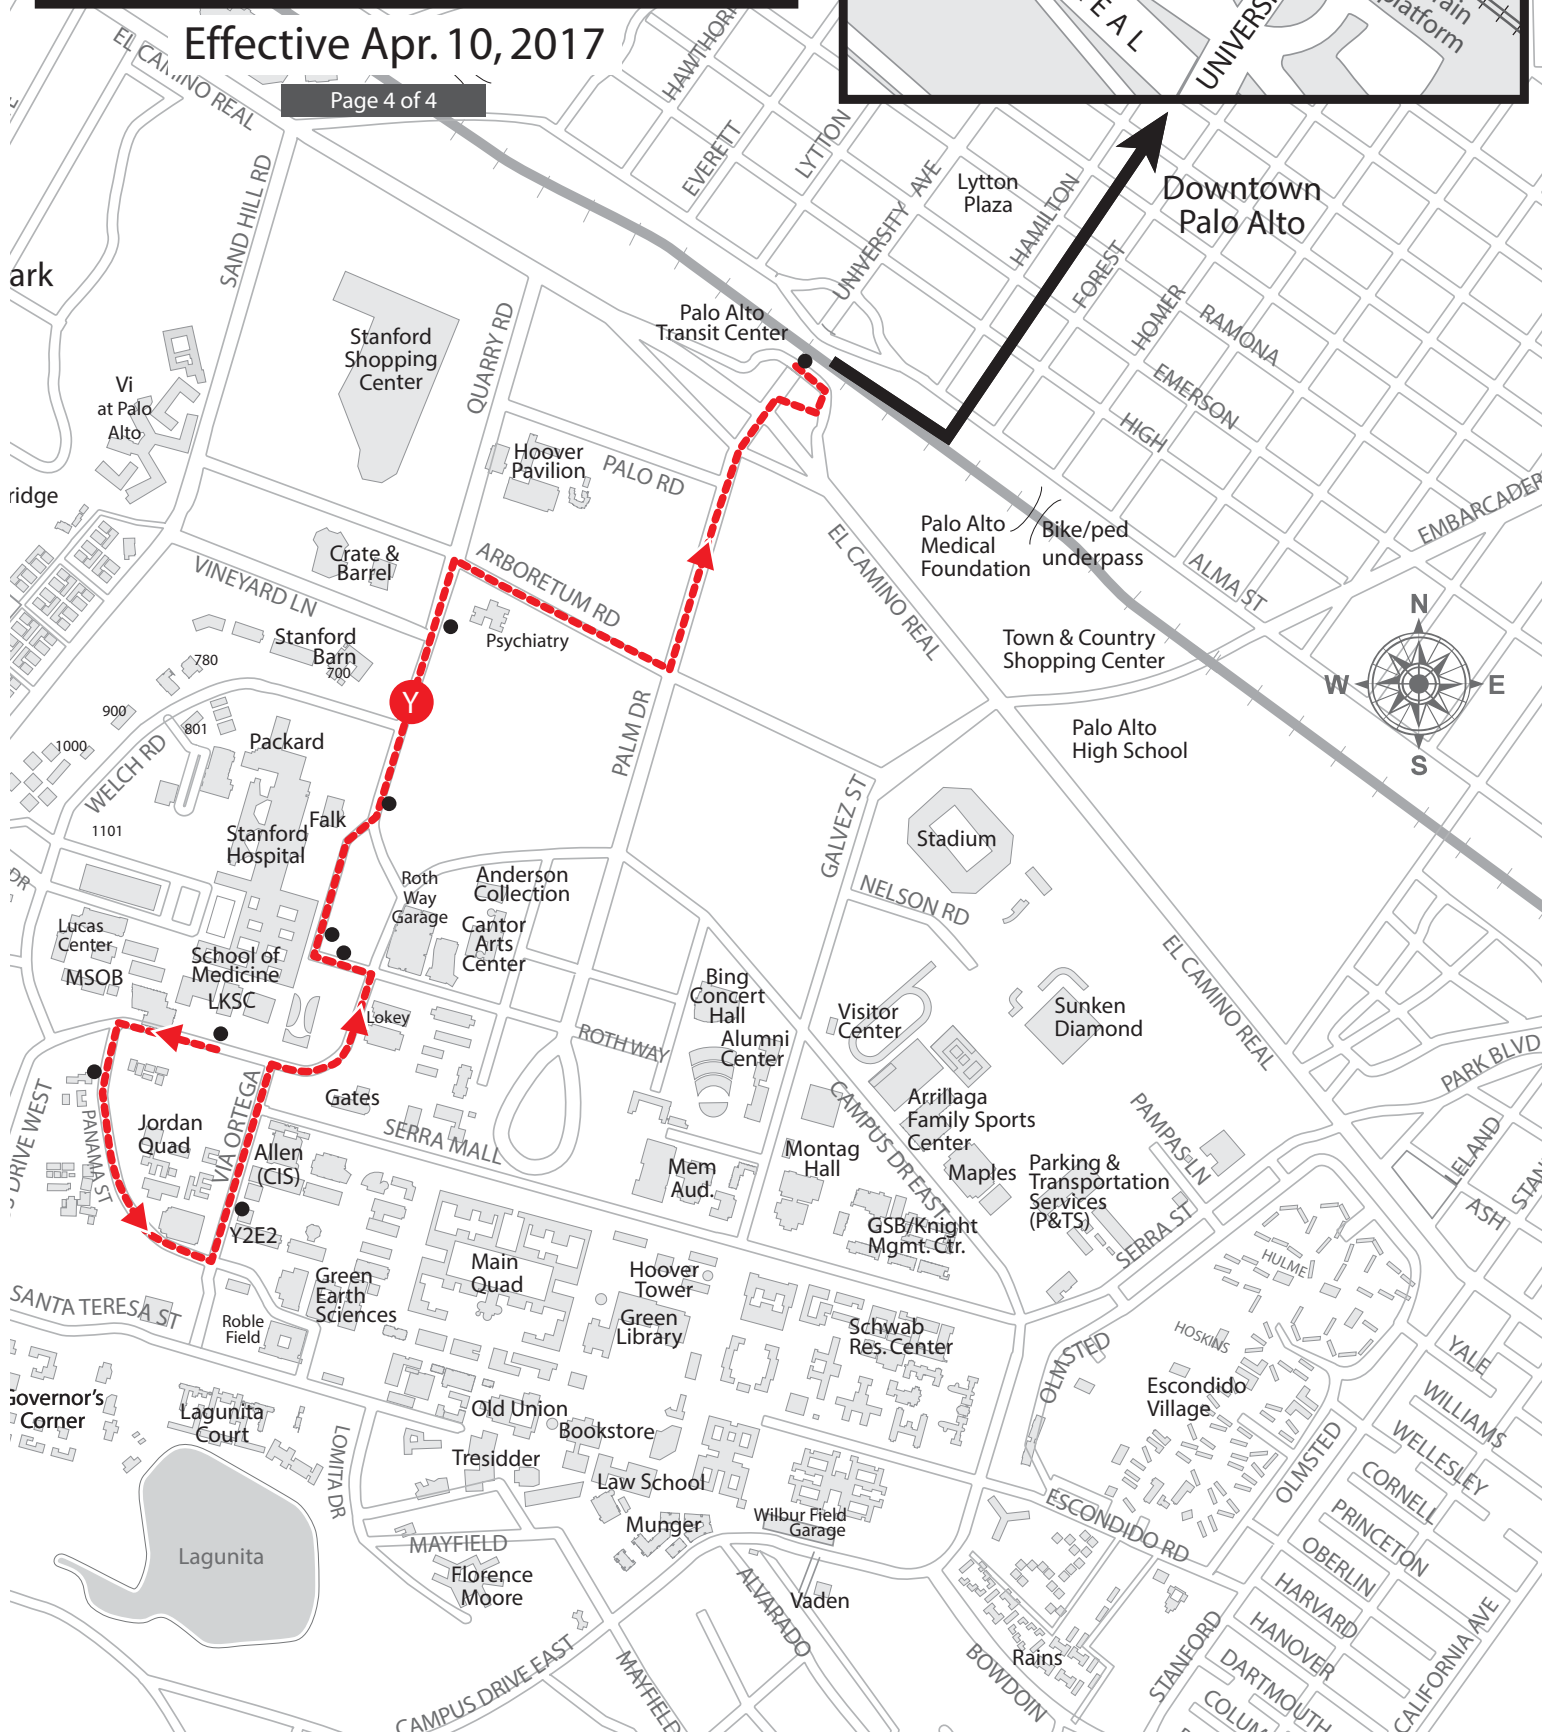 Effective Apr. 10, 2017
Page 4 of 4
EL CAMINO REAL
HAWTHORN
EVERETT
LYTTON
UNIVERSITY AVE
Lytton
Plaza
HAMILTON
Downtown
Palo Alto
FOREST
HOMER
RAMONA
EMERSON
HIGH
EMBARCADER
EAL
UNIVERS
platform
SAND HILL RD
ark
Stanford
Shopping
Center
QUARRY RD
Palo Alto
Transit Center
Vi
at Palo
Alto
ridge
Hoover
Pavilion
PALO RD
Crate &
Barrel
ARBORETUM RD
VINEYARD LN
EL CAMINO REAL
Palo Alto
Medical
Foundation
Bike/ped
underpass
ALMA ST
Psychiatry
Stanford
Barn
700
780
Town & Country
Shopping Center
N
W
E
S
Y
900
801
1000
WELCH RD
Packard
PALM DR
Palo Alto
High School
1101
Falk
Stanford
Hospital
GALVEZ ST
Stadium
NELSON RD
DR
Roth
Way
Garage
Anderson
Collection
Cantor
Arts
Center
Lucas
Center
MSOB
School of
Medicine
LKSC
Lokey
ROTH WAY
Bing
Concert
Hall
Alumni
Center
Visitor
Center
Sunken
Diamond
EL CAMINO REAL
PARK BLVD
DRIVE WEST
PANAMA ST
Jordan
Quad
VIA ORTEGA
Gates
SERRA MALL
Allen
(CIS)
Y2E2
Mem
Aud.
Montag
Hall
CAMPUS DR EAST
Arrillaga
Family Sports
Center
Maples
Parking &
Transportation
Services
(P&TS)
PAMPAS LN
LELAND
STAN
ASH
GSB/Knight
Mgmt. Ctr.
SERRA ST
HULME
SANTA TERESA ST
Roble
Field
Green
Earth
Sciences
Main
Quad
Hoover
Tower
Green
Library
Schwab
Res. Center
OLMSTED
HOSKINS
Escondido
Village
YALE
WILLIAMS
WELLESLEY
CORNELL
PRINCETON
OBERLIN
HARVARD
HANOVER
DARTMOUTH
COLUM
CALIFORNIA AVE
OLMSTED
Governor's
Corner
Lagunita
Court
LOMITA DR
Old Union
Bookstore
Tresidder
Law School
Munger
Wilbur Field
Garage
ESCONDIDO RD
Lagunita
MAYFIELD
Florence
Moore
ALVARADO
Vaden
Rains
BOWDOIN
STANFORD
CAMPUS DRIVE EAST
MAYFIELD